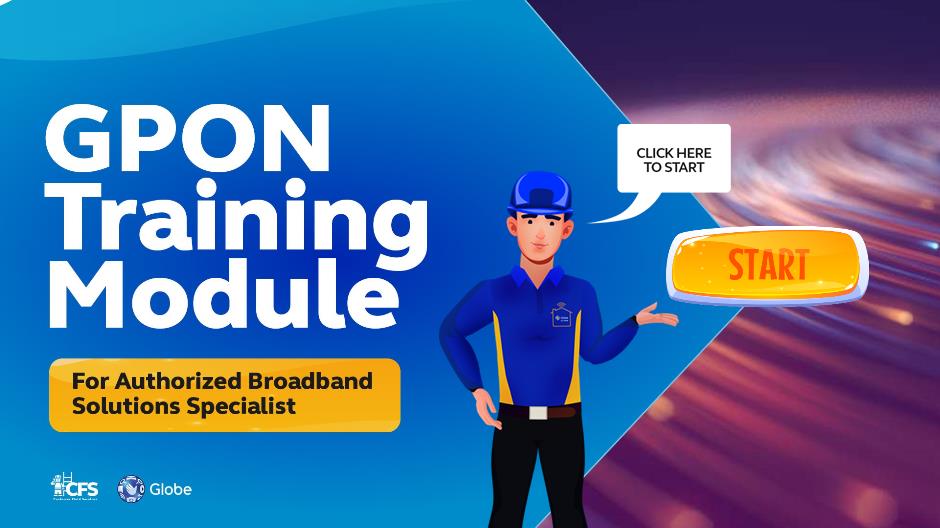 GPON
Training
Module
For Authorized Broadband
Solutions Specialist
CLICK HERE
TO START
START
CFS
Globe